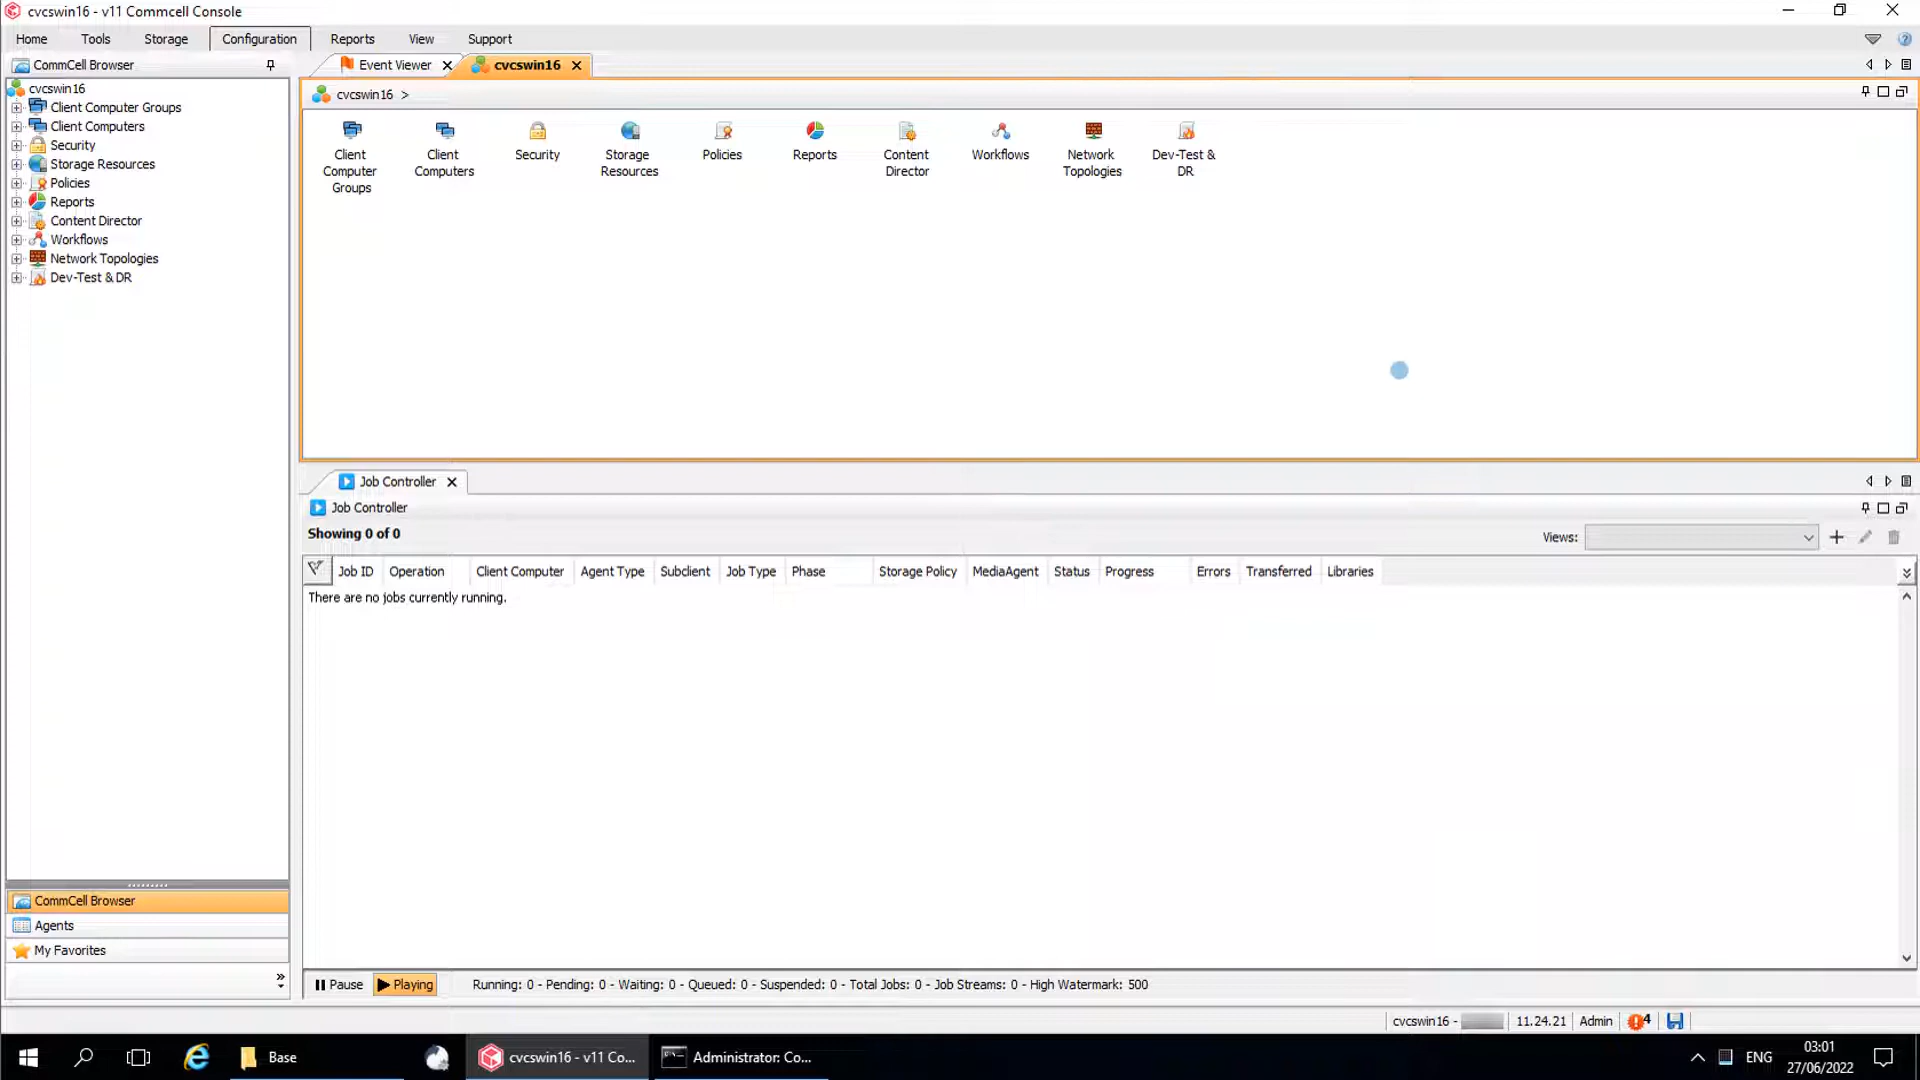 cvcswin16 - v11 Commcell Console
Home Tools Storage Configuration Reports View Support
CommCell Browser
Event Viewer
cvcswin16
cvcswin16
Client Computer Groups
Client Computers
Security
Storage Resources
Policies
Reports
Content Director
Workflows
Network Topologies
Dev-Test & DR
cvcswin16 >
Client
Computer
Groups
Client
Computers
Security
Storage
Resources
Policies
Reports
Content
Director
Workflows
Network
Topologies
Dev-Test &
DR
Job Controller
Job Controller
Showing 0 of 0
Views:
Job ID Operation Client Computer Agent Type Subclient Job Type Phase Storage Policy MediaAgent Status Progress Errors Transferred Libraries
There are no jobs currently running.
CommCell Browser
Agents
My Favorites
Pause Playing Running: 0 - Pending: 0 - Waiting: 0 - Queued: 0 - Suspended: 0 - Total Jobs: 0 - Job Streams: 0 - High Watermark: 500
cvcswin16 - 11.24.21 Admin 4
Base
cvcswin16 - v11 Co...
Administrator: Co...
ENG
03:01
27/06/2022